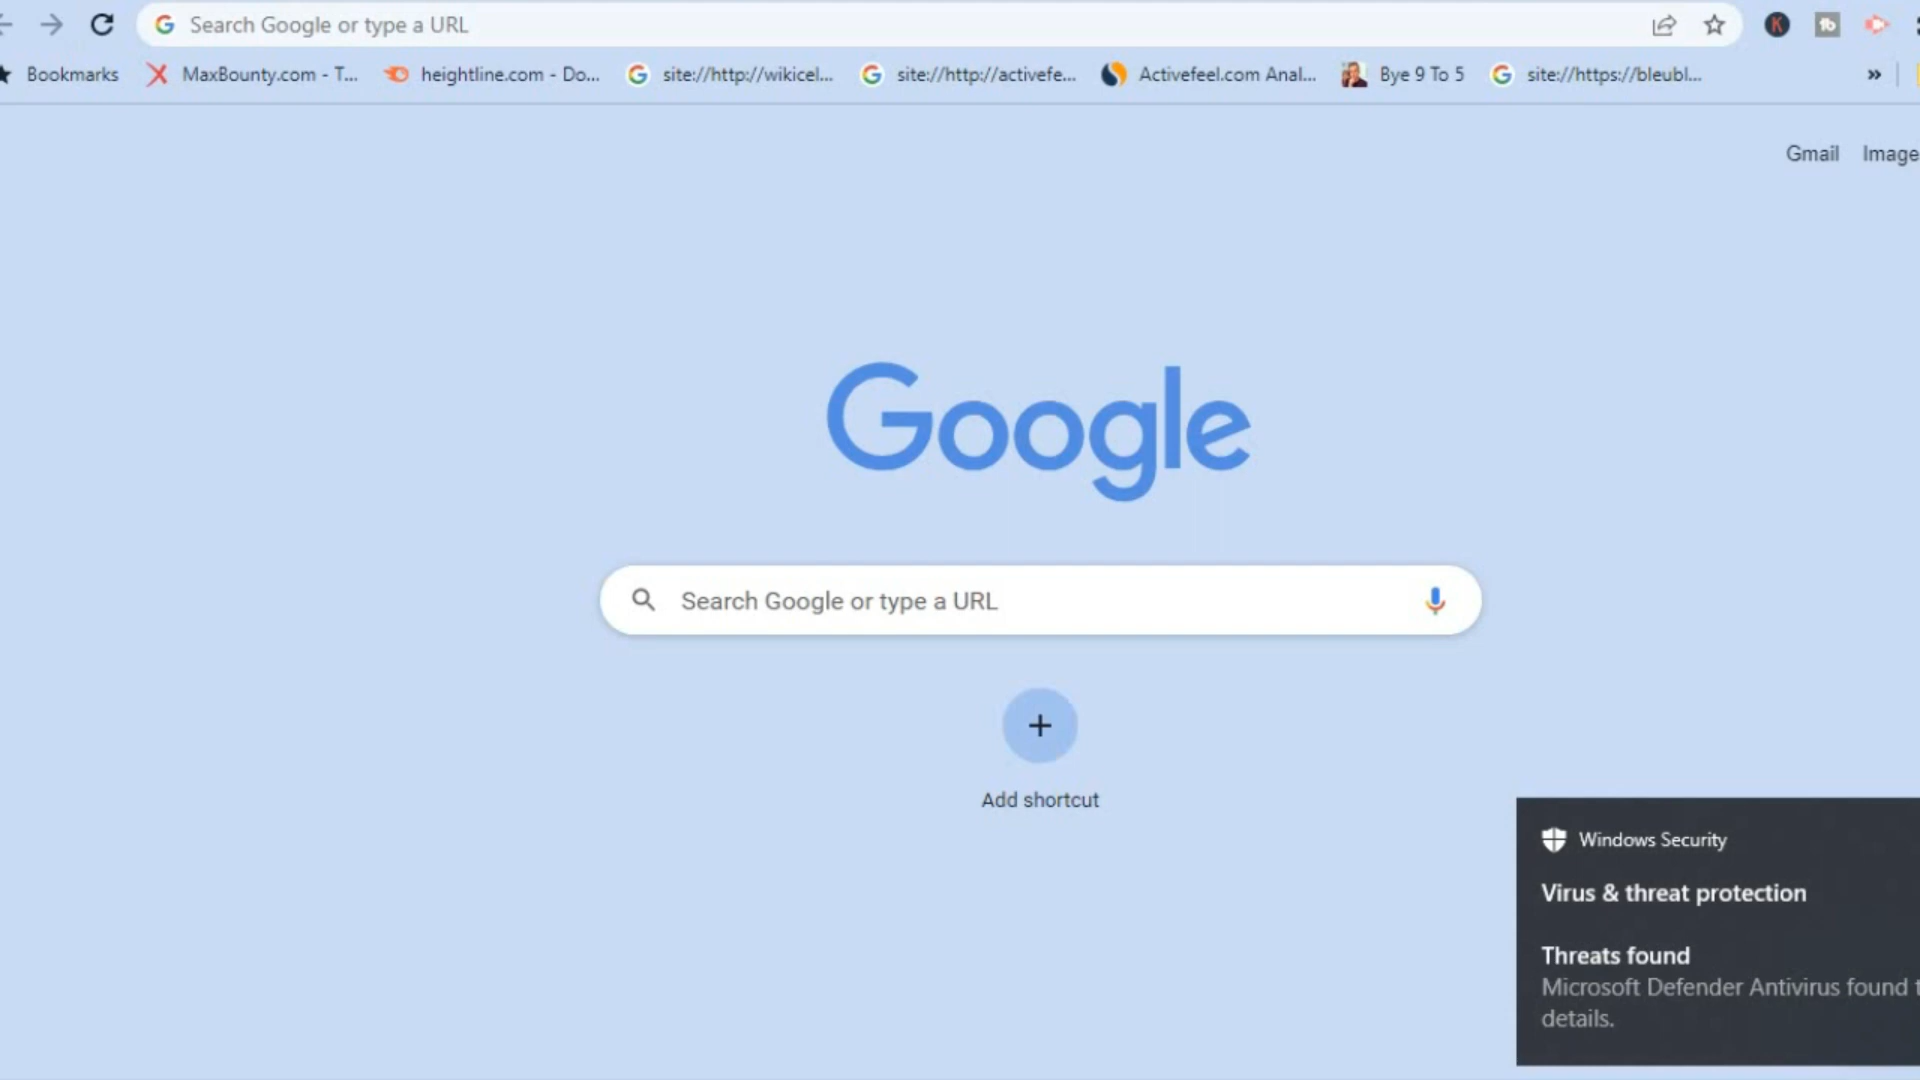 Search Google or type a URL
Bookmarks MaxBounty.com - T... heightline.com - Do... site://http://wikicel... site://http://activefe... Activefeel.com Anal... Bye 9 To 5 site://https://bleubl... »
Gmail Image
Google
Search Google or type a URL
Add shortcut
Windows Security
Virus & threat protection
Threats found
Microsoft Defender Antivirus found
details.